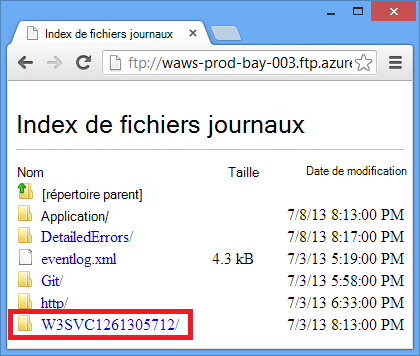 Index de fichiers journaux
ftp://waws-prod-bay-003.ftp.azure
Index de fichiers journaux
Nom Taille Date de modification
[répertoire parent]
Application/ 7/8/13 8:13:00 PM
DetailedErrors/ 7/8/13 8:17:00 PM
eventlog.xml 4.3 kB 7/3/13 5:19:00 PM
Git/ 7/3/13 5:58:00 PM
http/ 7/3/13 6:33:00 PM
W3SVC1261305712/ 7/3/13 8:13:00 PM